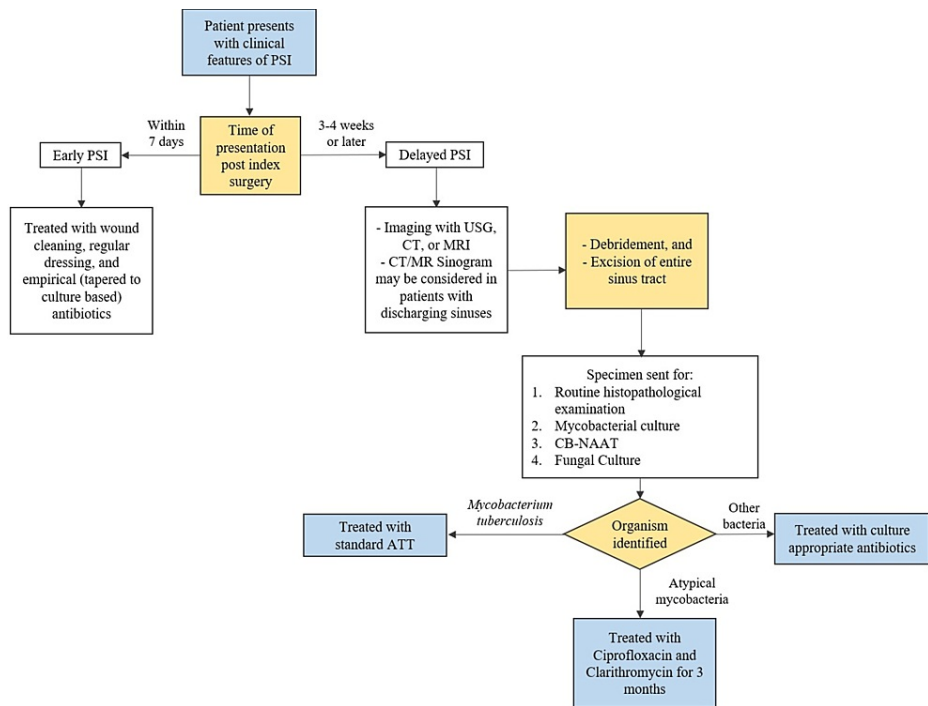 Patient presents
with clinical
features of PSI
Within
7 days
Time of
presentation
post index
surgery
3-4 weeks
or later
Early PSI
Delayed PSI
Treated with wound
cleaning, regular
dressing, and
empirical (tapered to
culture based)
antibiotics
- Imaging with USG,
CT, or MRI
- CT/MR Sinogram
may be considered in
patients with
discharging sinuses
- Debridement, and
- Excision of entire
sinus tract
Specimen sent for:
1. Routine histopathological
examination
2. Mycobacterial culture
3. CB-NAAT
4. Fungal Culture
Mycobacterium
tuberculosis
Other
bacteria
Treated with
standard ATT
Organism
identified
Treated with culture
appropriate antibiotics
Atypical
mycobacteria
Treated with
Ciprofloxacin and
Clarithromycin for 3
months